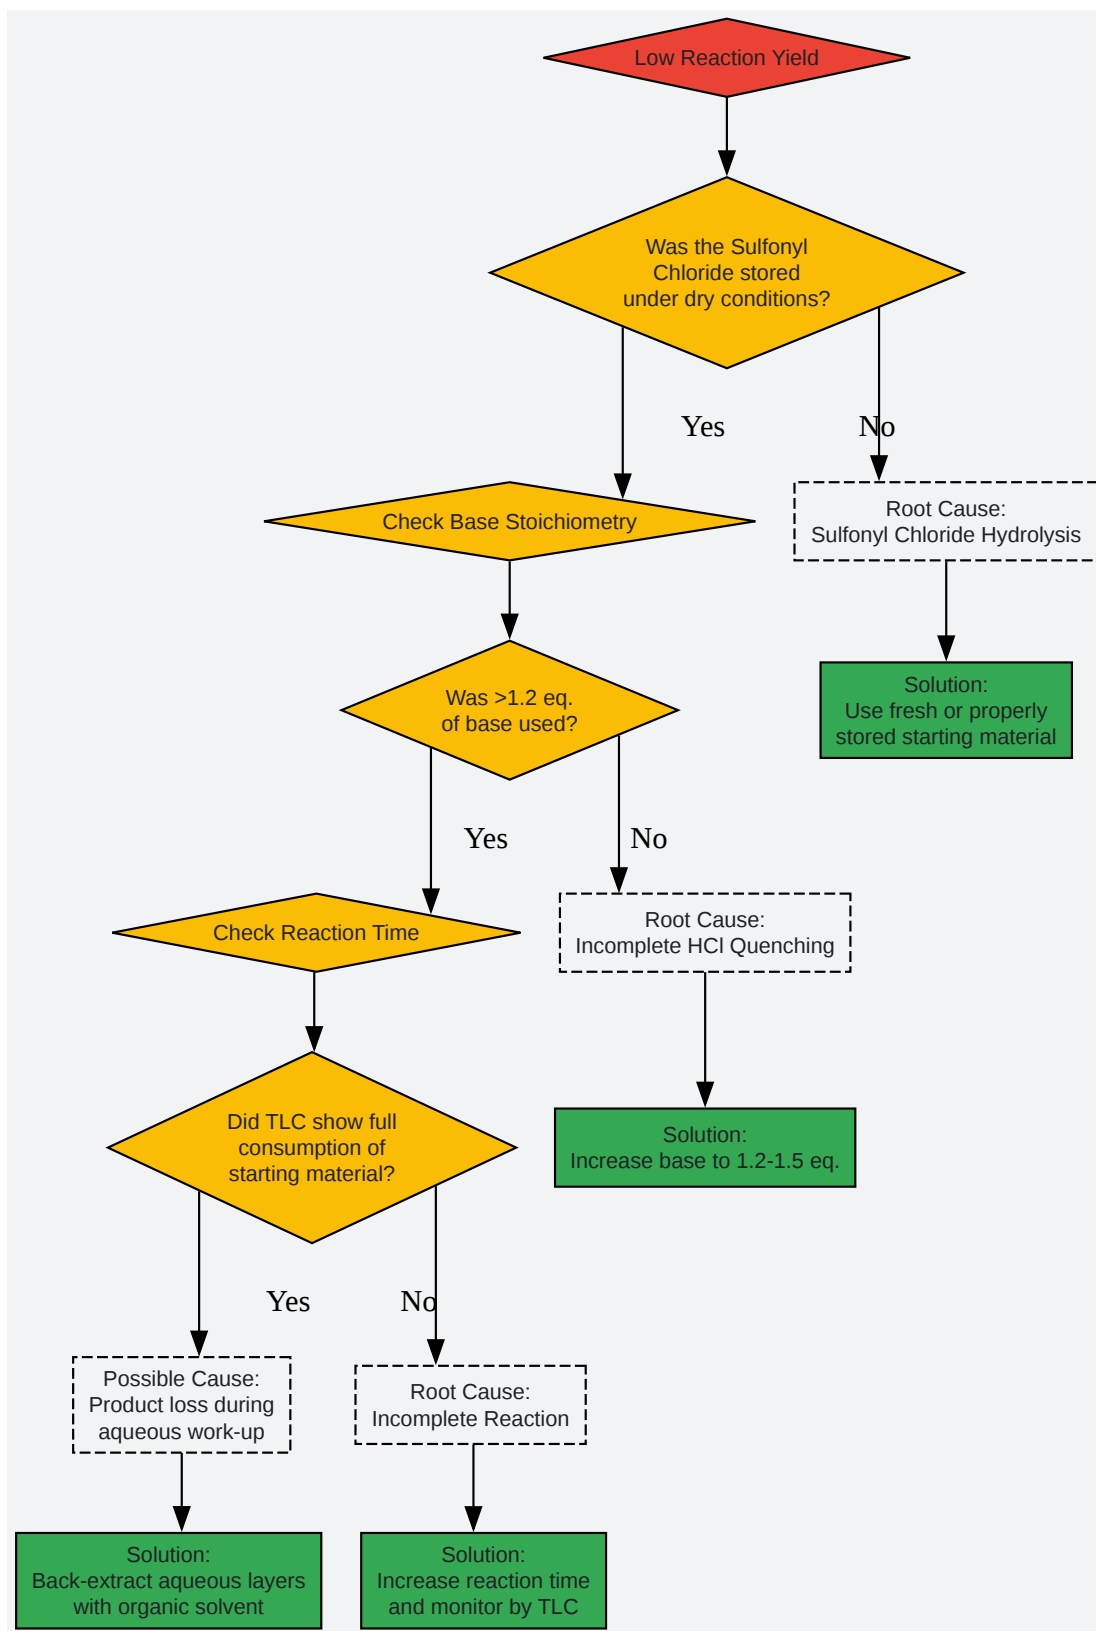 Low Reaction Yield
Was the Sulfonyl
Chloride stored
under dry conditions?
Yes
No
Check Base Stoichiometry
Root Cause:
Sulfonyl Chloride Hydrolysis
Was >1.2 eq.
of base used?
Solution:
Use fresh or properly
stored starting material
Yes
No
Check Reaction Time
Root Cause:
Incomplete HCl Quenching
Did TLC show full
consumption of
starting material?
Solution:
Increase base to 1.2-1.5 eq.
Yes
No
Possible Cause:
Product loss during
aqueous work-up
Root Cause:
Incomplete Reaction
Solution:
Back-extract aqueous layers
with organic solvent
Solution:
Increase reaction time
and monitor by TLC